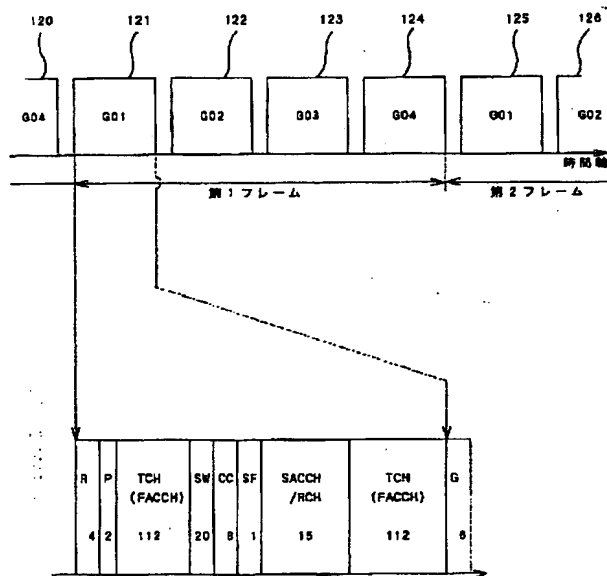 120 121 122 123 124 125 126
G04 G01 G02 G03 G04 G01 G02
時間軸
第1フレーム 第2フレーム
R P TCH SW CC SF SACCH TCH G
(FACCH) /RCH (FACCH)
4 2 112 20 8 1 15 112 6